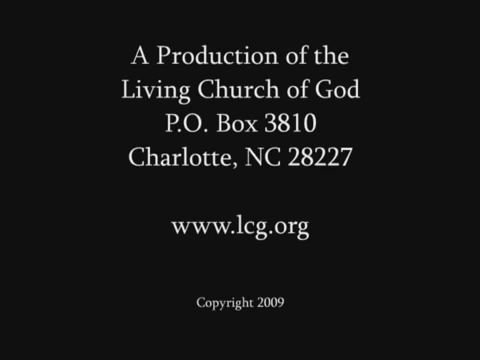 A Production of the
Living Church of God
P.O. Box 3810
Charlotte, NC 28227
www.lcg.org
Copyright 2009